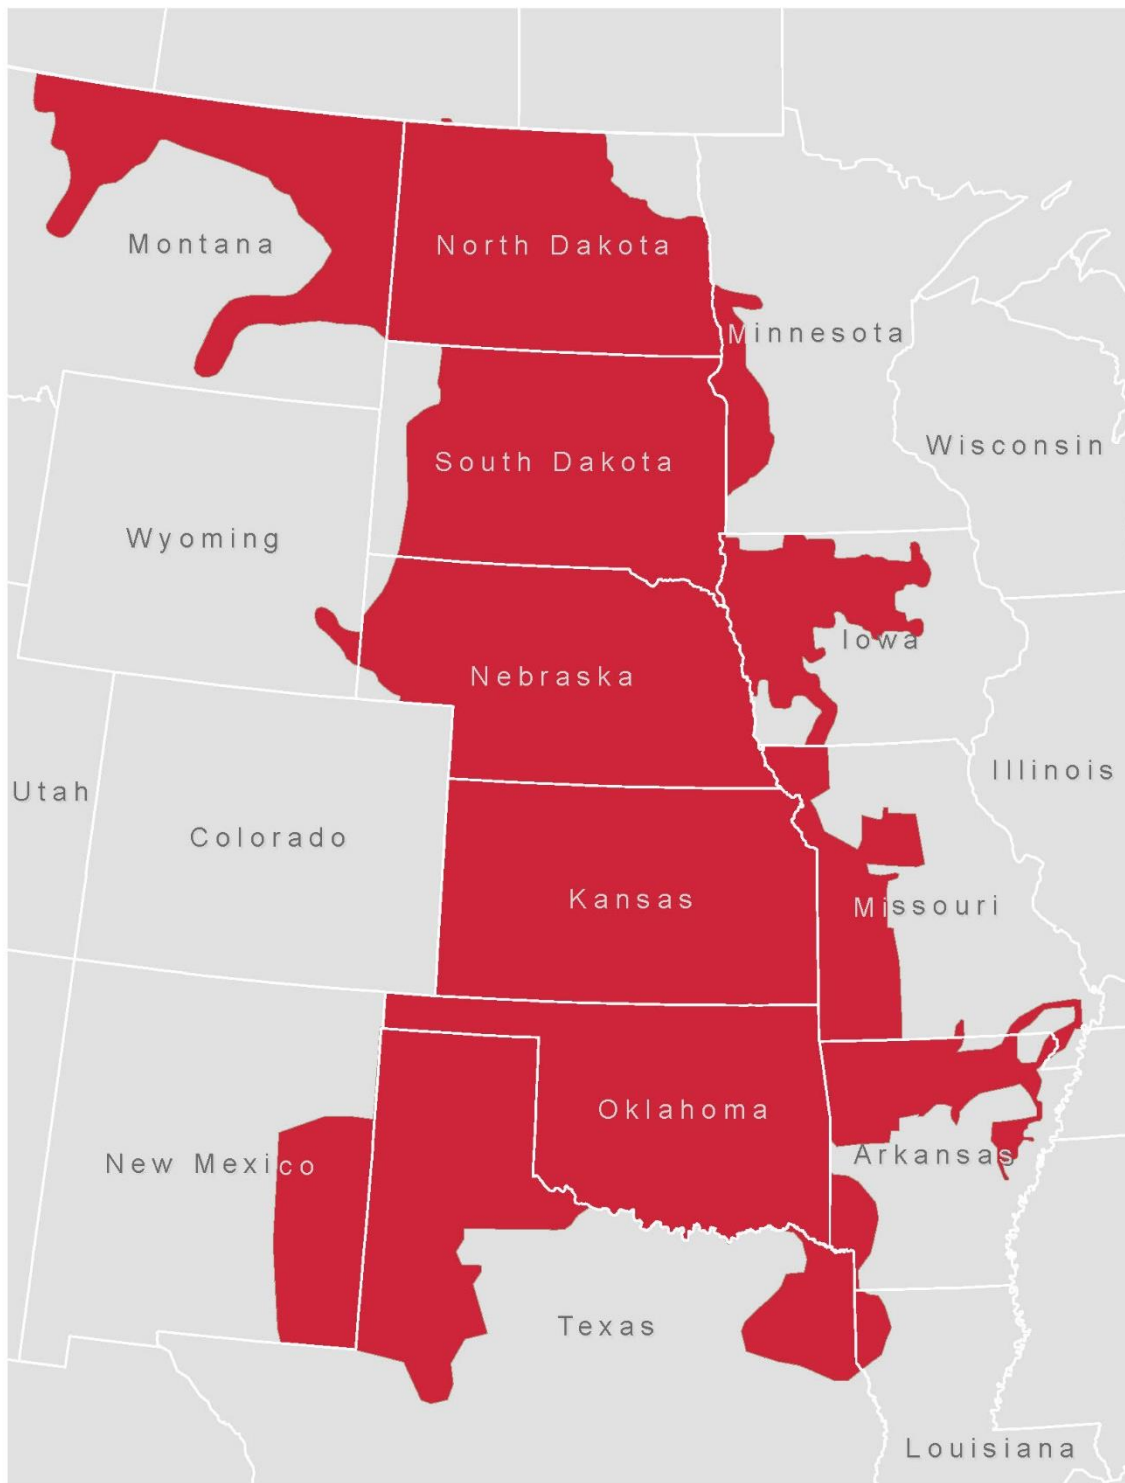 Montana
North Dakota
Minnesota
Wisconsin
South Dakota
Wyoming
Iowa
Nebraska
Illinois
Utah
Colorado
Kansas
Missouri
Oklahoma
Arkansas
New Mexico
Texas
Louisiana